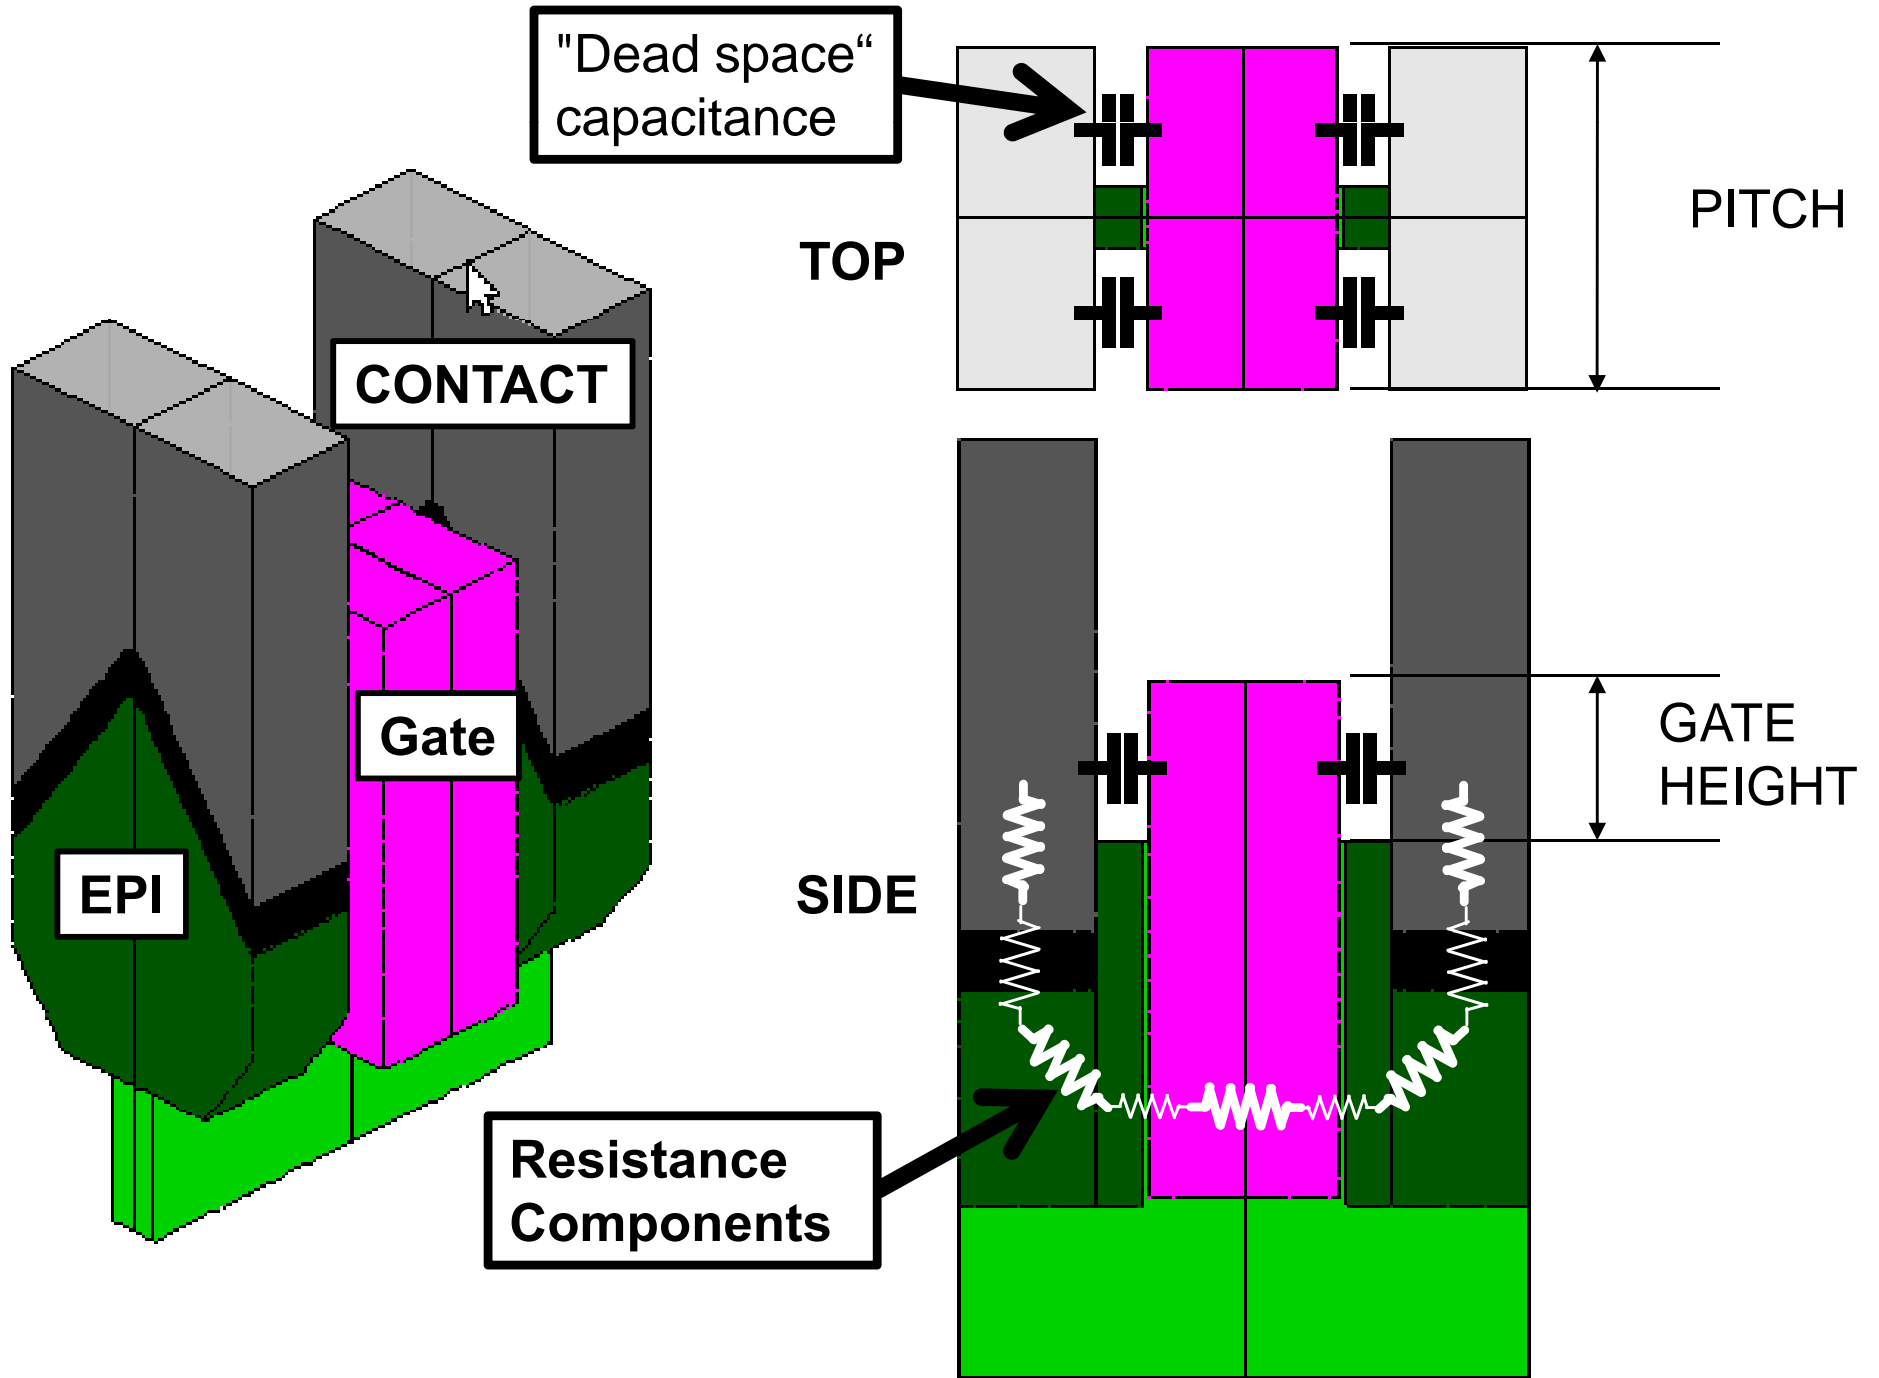 "Dead space“
capacitance
TOP
PITCH
CONTACT
Gate
EPI
GATE
HEIGHT
SIDE
Resistance
Components